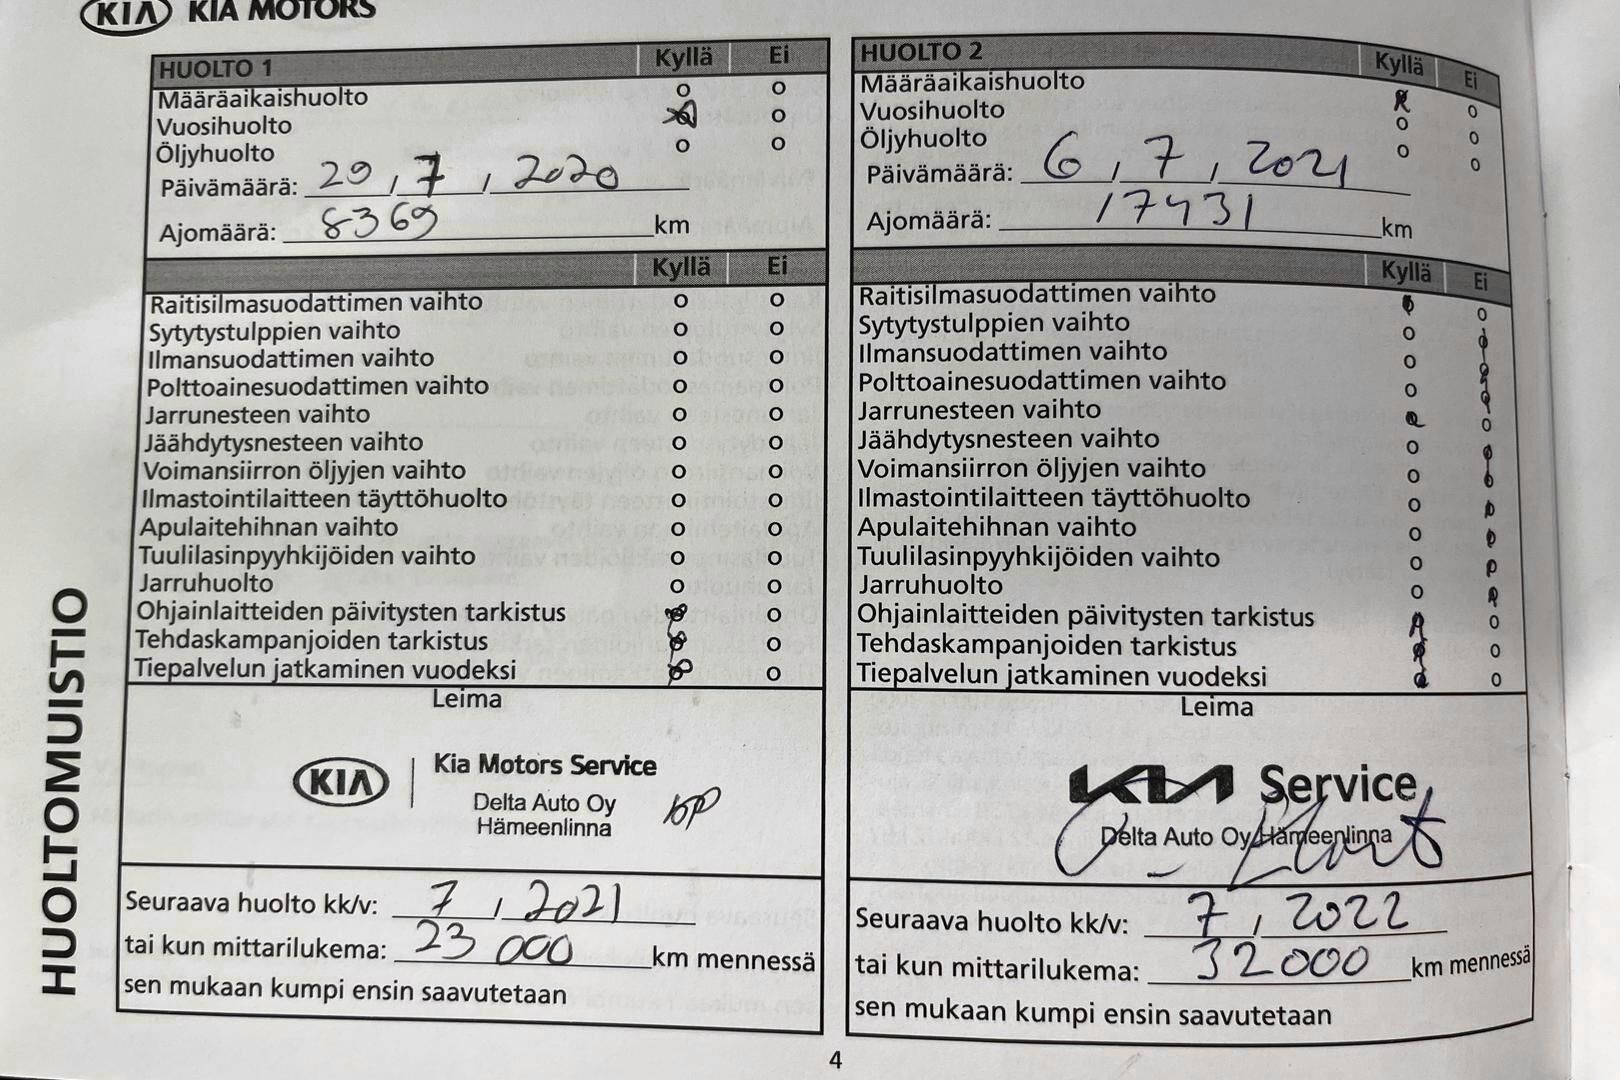 KIA KIA MOTORS
HUOLTOMUISTIO
HUOLTO 1 Kyllä Ei
Määräaikaishuolto o o
Vuosihuolto o
Öljyhuolto o o
Päivämäärä: 29, 7, 2020
Ajomäärä: 8369 km
Kyllä Ei
Raitisilmasuodattimen vaihto o o
Sytytystulppien vaihto o o
Ilmansuodattimen vaihto o o
Polttoainesuodattimen vaihto o o
Jarrunesteen vaihto o o
Jäähdytysnesteen vaihto o o
Voimansiirron öljyjen vaihto o o
Ilmastointilaitteen täyttöhuolto o o
Apulaitehihnan vaihto o o
Tuulilasinpyyhkijöiden vaihto o o
Jarruhuolto o o
Ohjainlaitteiden päivitysten tarkistus o
Tehdaskampanjoiden tarkistus o
Tiepalvelun jatkaminen vuodeksi o
Leima
KIA | Kia Motors Service
Delta Auto Oy
Hämeenlinna
Seuraava huolto kk/v: 7, 2021
tai kun mittarilukema: 23 000 km mennessä
sen mukaan kumpi ensin saavutetaan
HUOLTO 2 Kyllä Ei
Määräaikaishuolto o
Vuosihuolto o o
Öljyhuolto o o
Päivämäärä: 6, 7, 2021
Ajomäärä: 17431 km
Kyllä Ei
Raitisilmasuodattimen vaihto o
Sytytystulppien vaihto o
Ilmansuodattimen vaihto o
Polttoainesuodattimen vaihto o
Jarrunesteen vaihto o
Jäähdytysnesteen vaihto o
Voimansiirron öljyjen vaihto o
Ilmastointilaitteen täyttöhuolto o
Apulaitehihnan vaihto o
Tuulilasinpyyhkijöiden vaihto o
Jarruhuolto o
Ohjainlaitteiden päivitysten tarkistus o
Tehdaskampanjoiden tarkistus o
Tiepalvelun jatkaminen vuodeksi o
Leima
KIA Service
Delta Auto Oy Hämeenlinna
Seuraava huolto kk/v: 7, 2022
tai kun mittarilukema: 32000 km mennessä
sen mukaan kumpi ensin saavutetaan
4